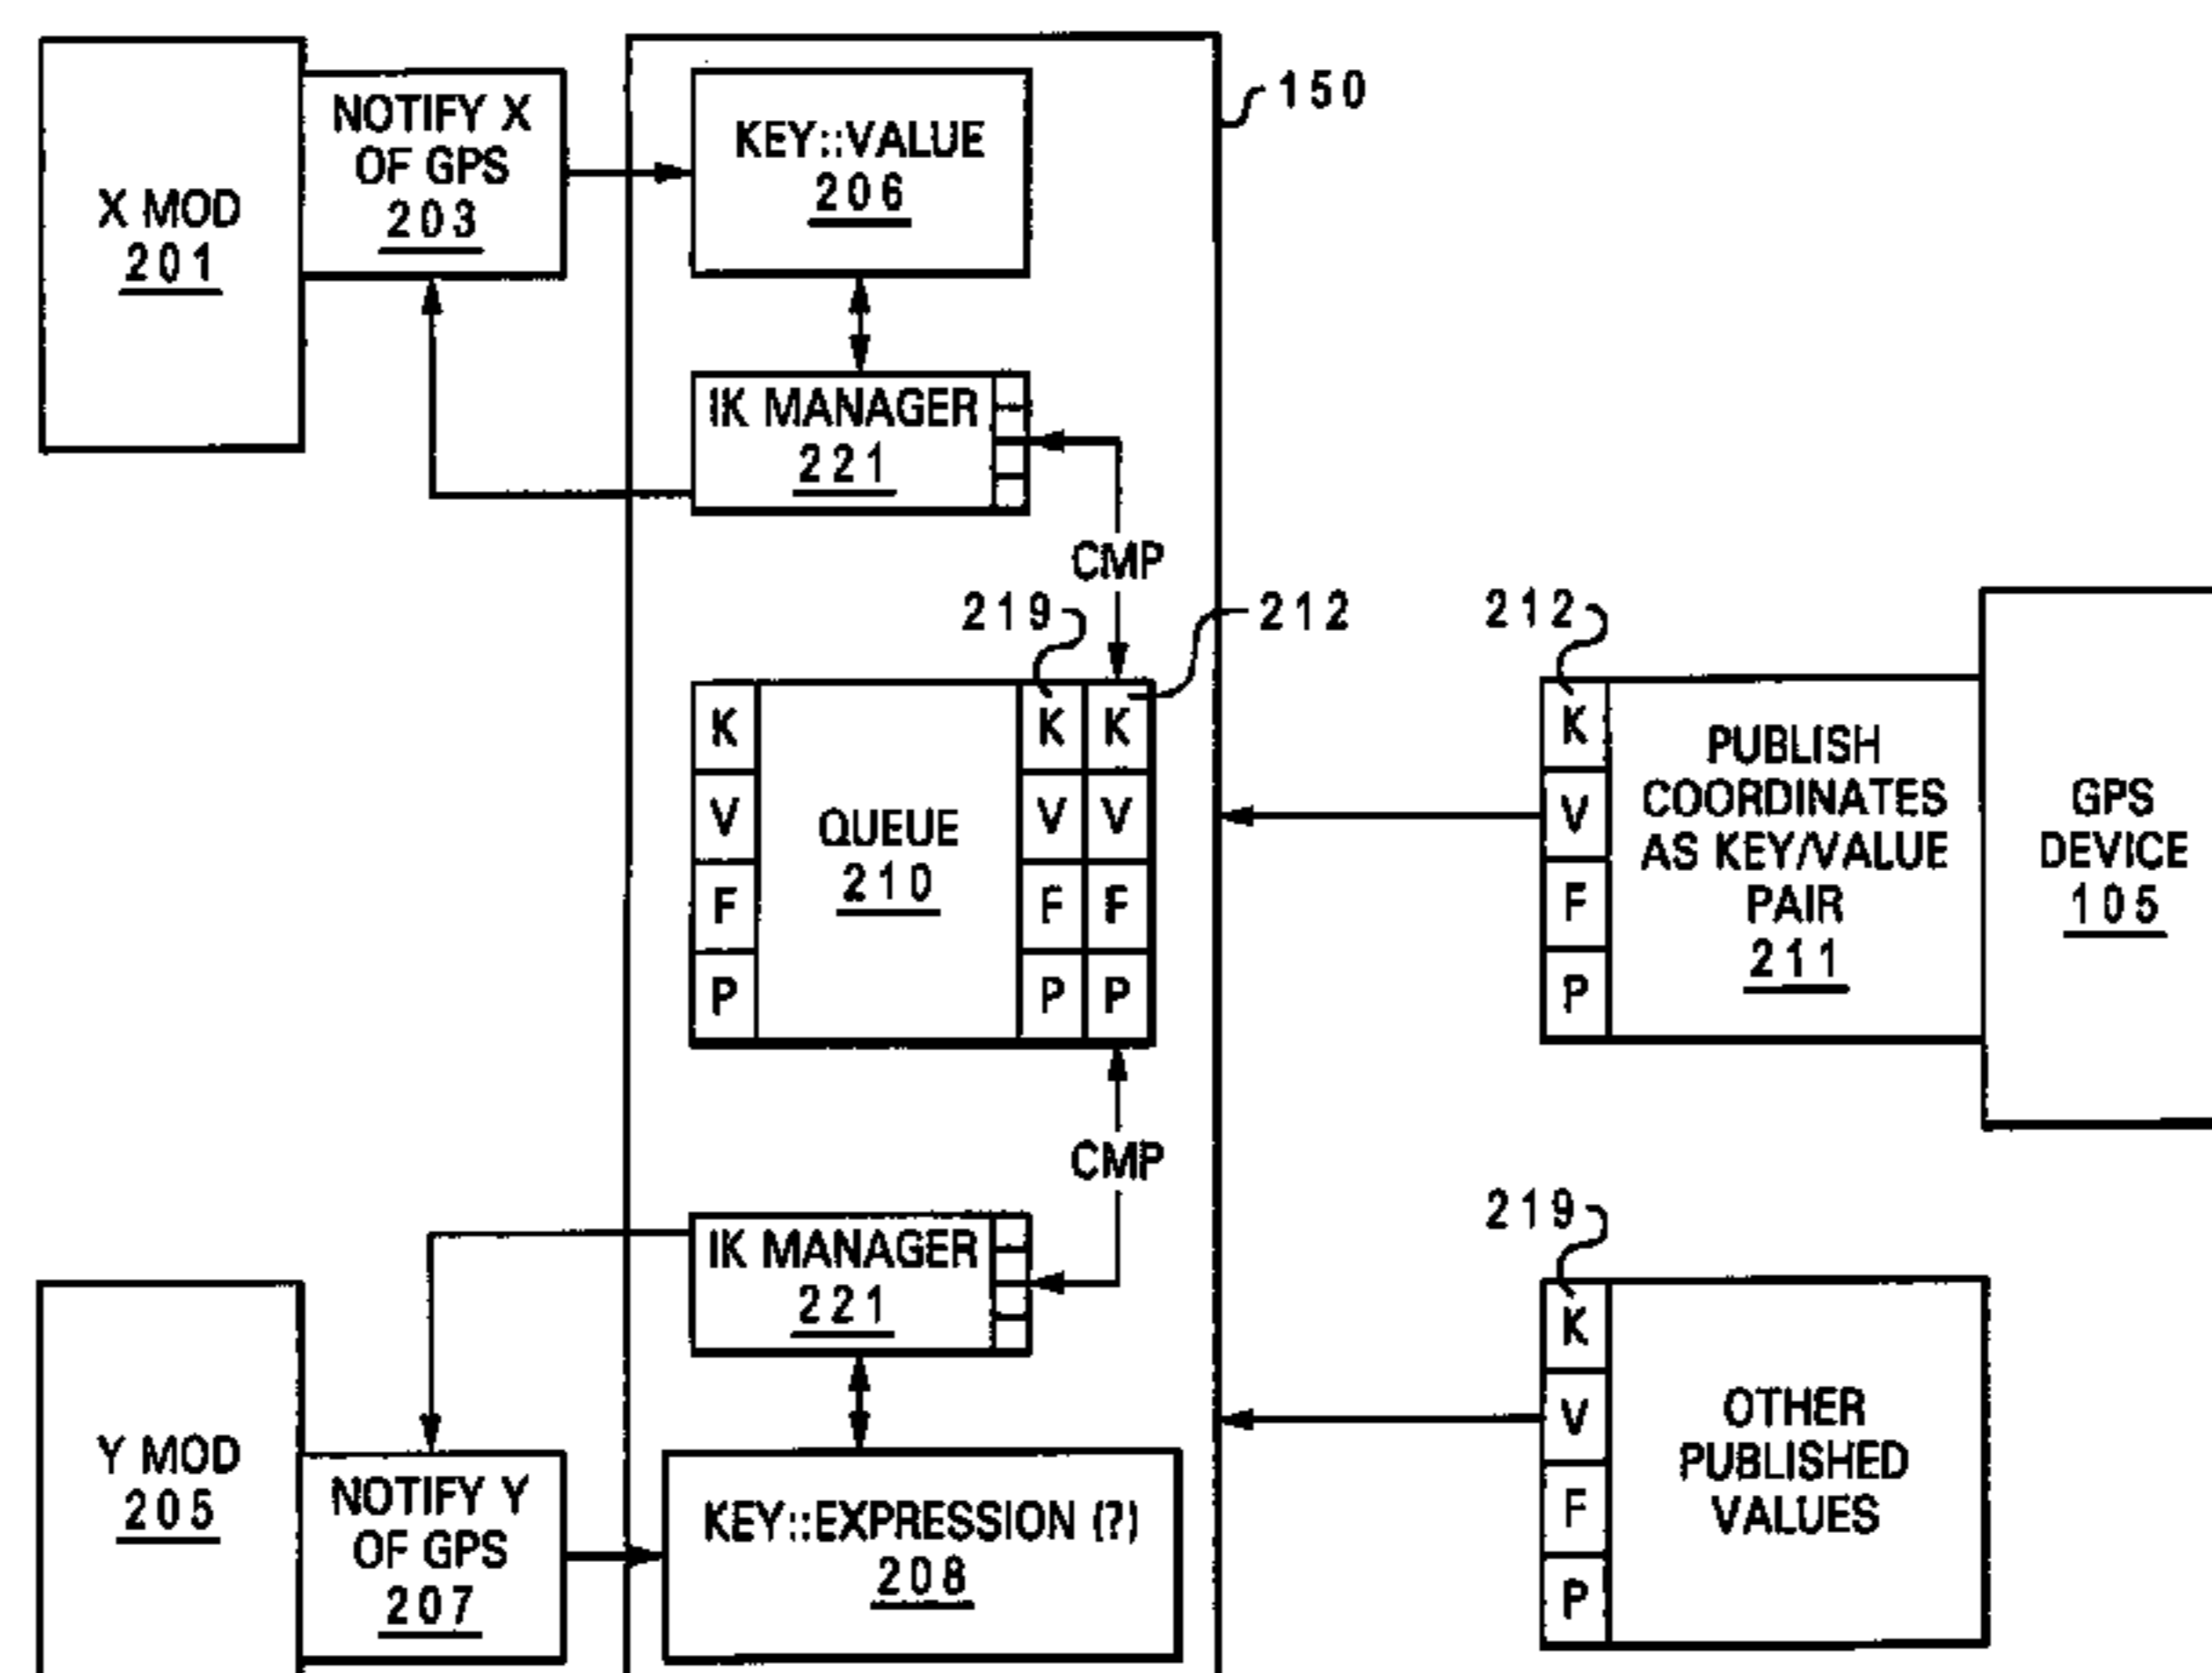 X MOD
201
NOTIFY X
OF GPS
203
KEY::VALUE
206
150
IK MANAGER
221
CMP
219
212
K
V
F
P
QUEUE
210
K
V
F
P
K
V
F
P
212
K
V
F
P
PUBLISH
COORDINATES
AS KEY/VALUE
PAIR
211
GPS
DEVICE
105
CMP
IK MANAGER
221
Y MOD
205
NOTIFY Y
OF GPS
207
KEY::EXPRESSION (?)
208
219
K
V
F
P
OTHER
PUBLISHED
VALUES